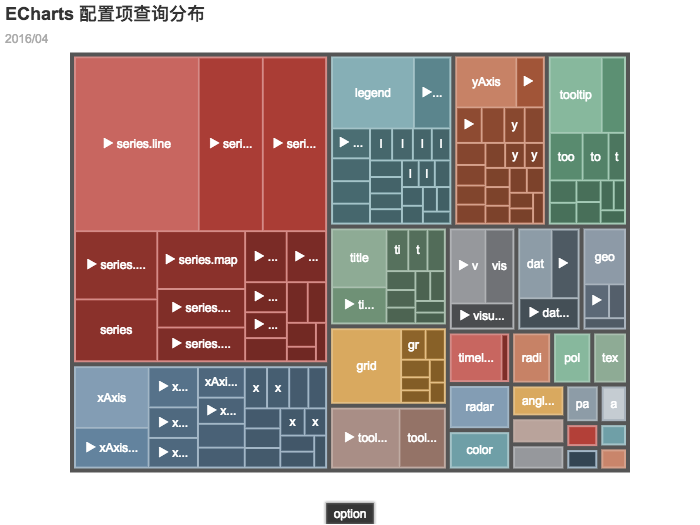 ECharts 配置项查询分布
2016/04
▶ series.line
▶ seri...
▶ seri...
▶ series....
series
▶ series.map
▶ series....
▶ series....
▶ ...
▶ ...
▶ ...
▶ ...
legend
▶...
▶ ...
l
l
l
l
l
l
yAxis
▶
▶
y
y
y
tooltip
too
to
t
title
ti
t
▶ ti...
▶ v
vis
▶ visu...
dat
▶
▶ dat...
geo
▶
grid
gr
timel...
radi
pol
tex
xAxis
▶ xAxis...
▶ x...
▶ x...
▶ x...
xAxi...
▶ x...
x
x
x
x
▶ tool...
tool...
radar
angl...
pa
a
color
option